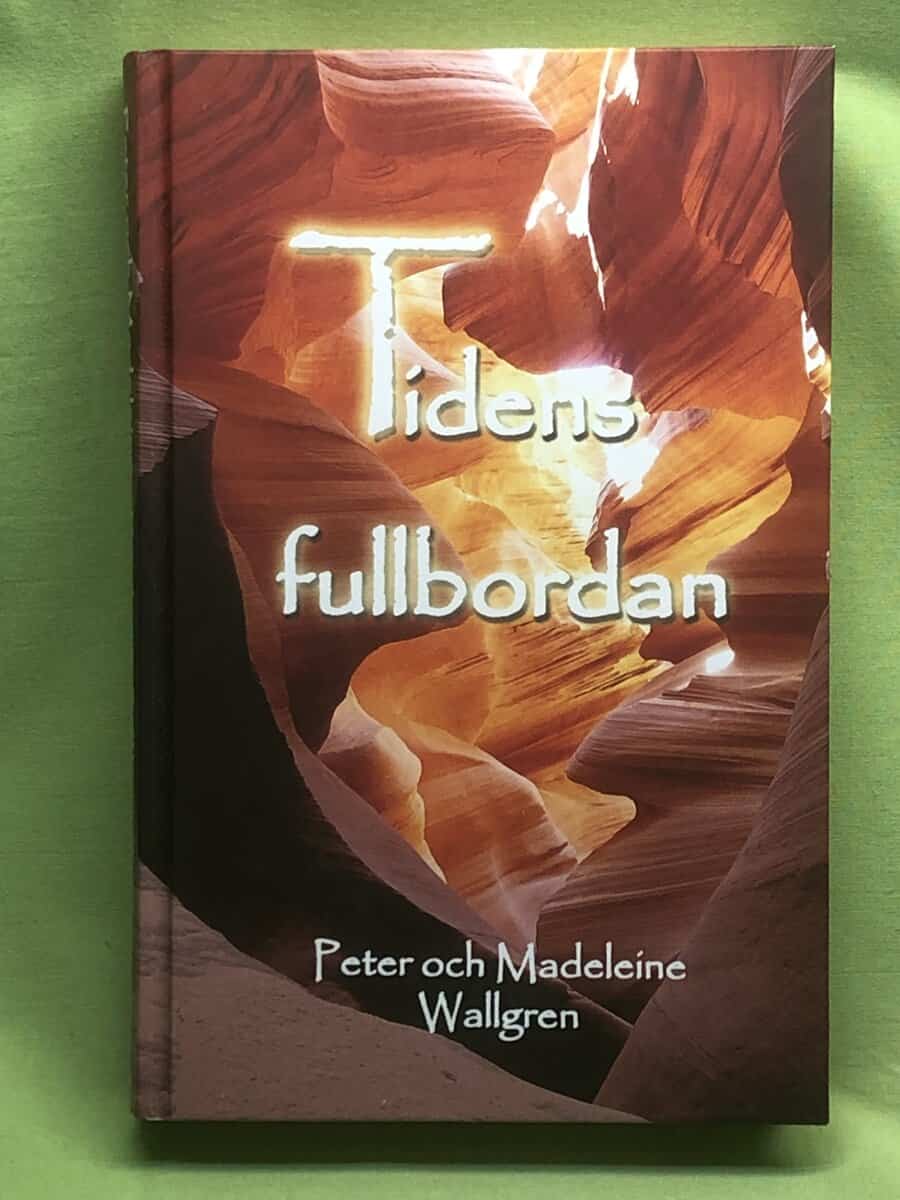 Tidens
fullbordan
Peter och Madeleine
Wallgren